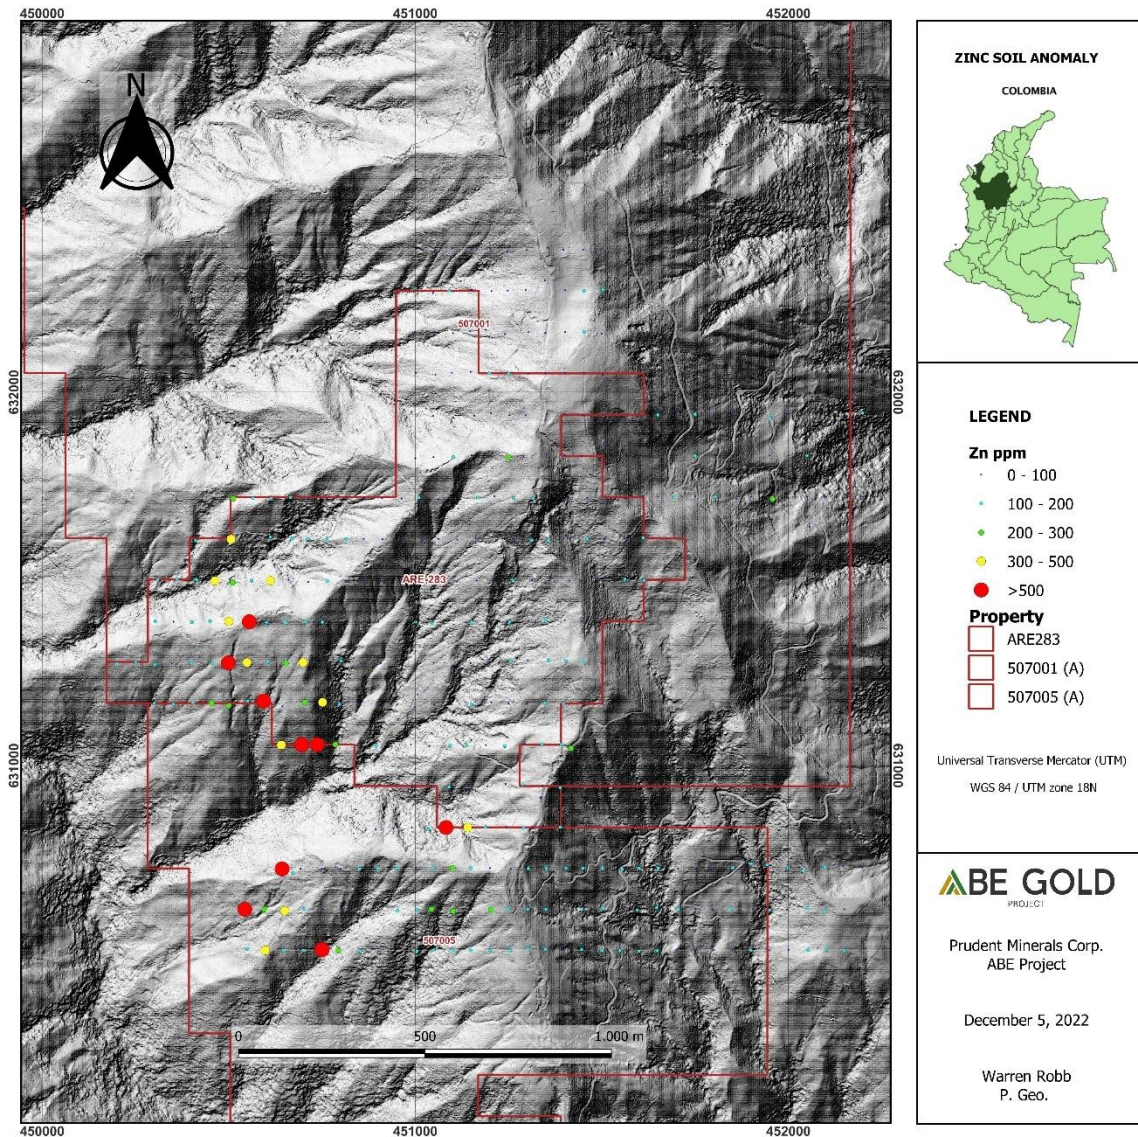 450000
451000
452000
N
632000
632000
631000
631000
507001
ARE-283
507005
0
500
1.000 m
450000
451000
452000
ZINC SOIL ANOMALY
COLOMBIA
LEGEND
Zn ppm
0 - 100
100 - 200
200 - 300
300 - 500
>500
Property
ARE283
507001 (A)
507005 (A)
Universal Transverse Mercator (UTM)
WGS 84 / UTM zone 18N
ABE GOLD
PROJECT
Prudent Minerals Corp.
ABE Project
December 5, 2022
Warren Robb
P. Geo.